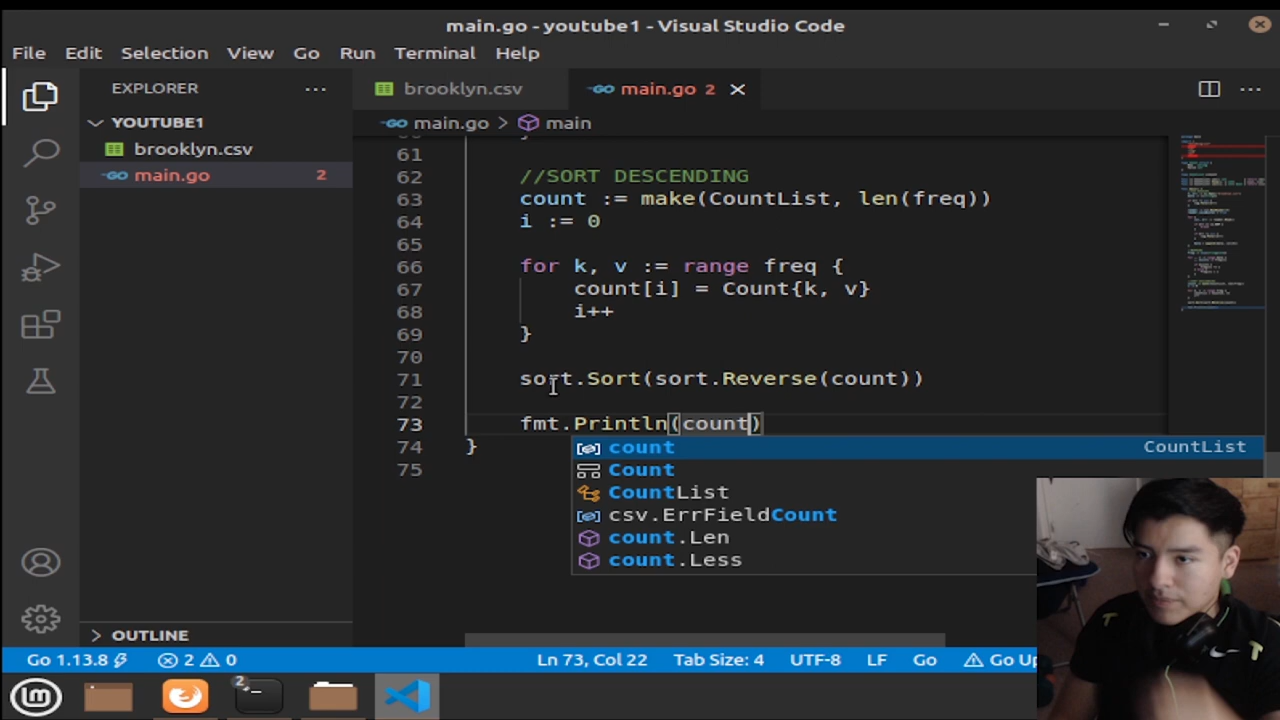 main.go - youtube1 - Visual Studio Code
File Edit Selection View Go Run Terminal Help
EXPLORER
brooklyn.csv
main.go 2
YOUTUBE1
main.go > main
brooklyn.csv
main.go 2
61
62 //SORT DESCENDING
63 count := make(CountList, len(freq))
64 i := 0
65
66 for k, v := range freq {
67 count[i] = Count{k, v}
68 i++
69 }
70
71 sort.Sort(sort.Reverse(count))
72
73 fmt.Println(count)
74 }
75
count CountList
Count
CountList
csv.ErrFieldCount
count.Len
count.Less
OUTLINE
Go 1.13.8 2 0 Ln 73, Col 22 Tab Size: 4 UTF-8 LF Go Go Up
2